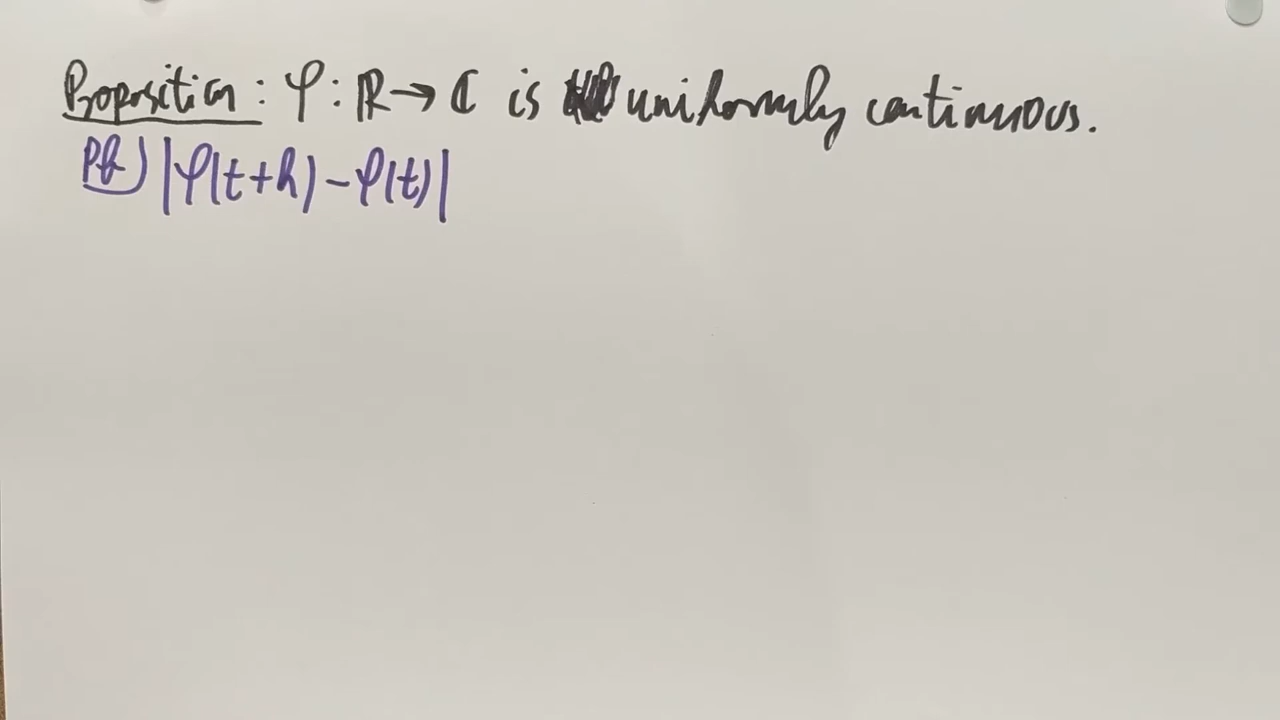 Proposition: φ: ℝ → ℂ is uniformly continuous.
Pf) |φ(t+h) - φ(t)|